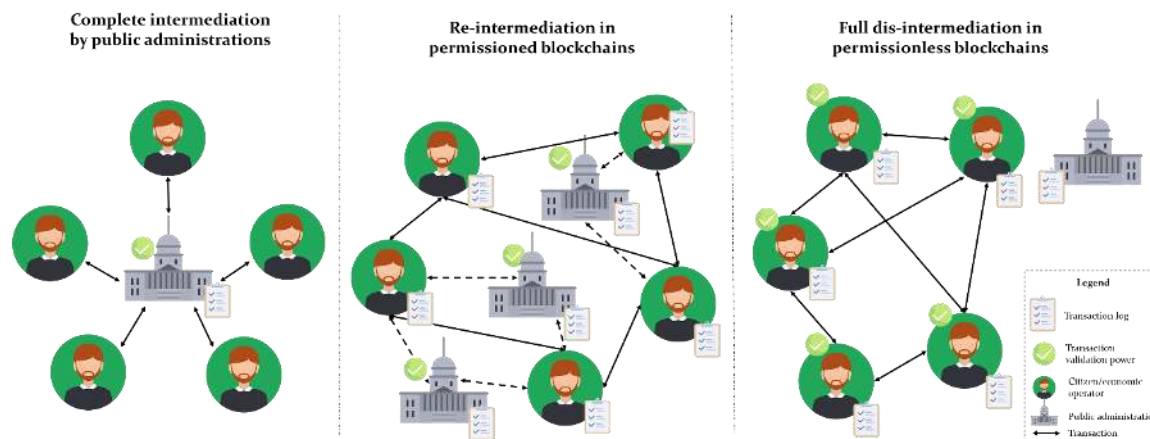 Complete intermediation
by public administrations
Re-intermediation in
permissioned blockchains
Full dis-intermediation in
permissionless blockchains
Legend
Transaction log
Transaction
validation power
Citizen/economic
operator
Public administration
Transaction